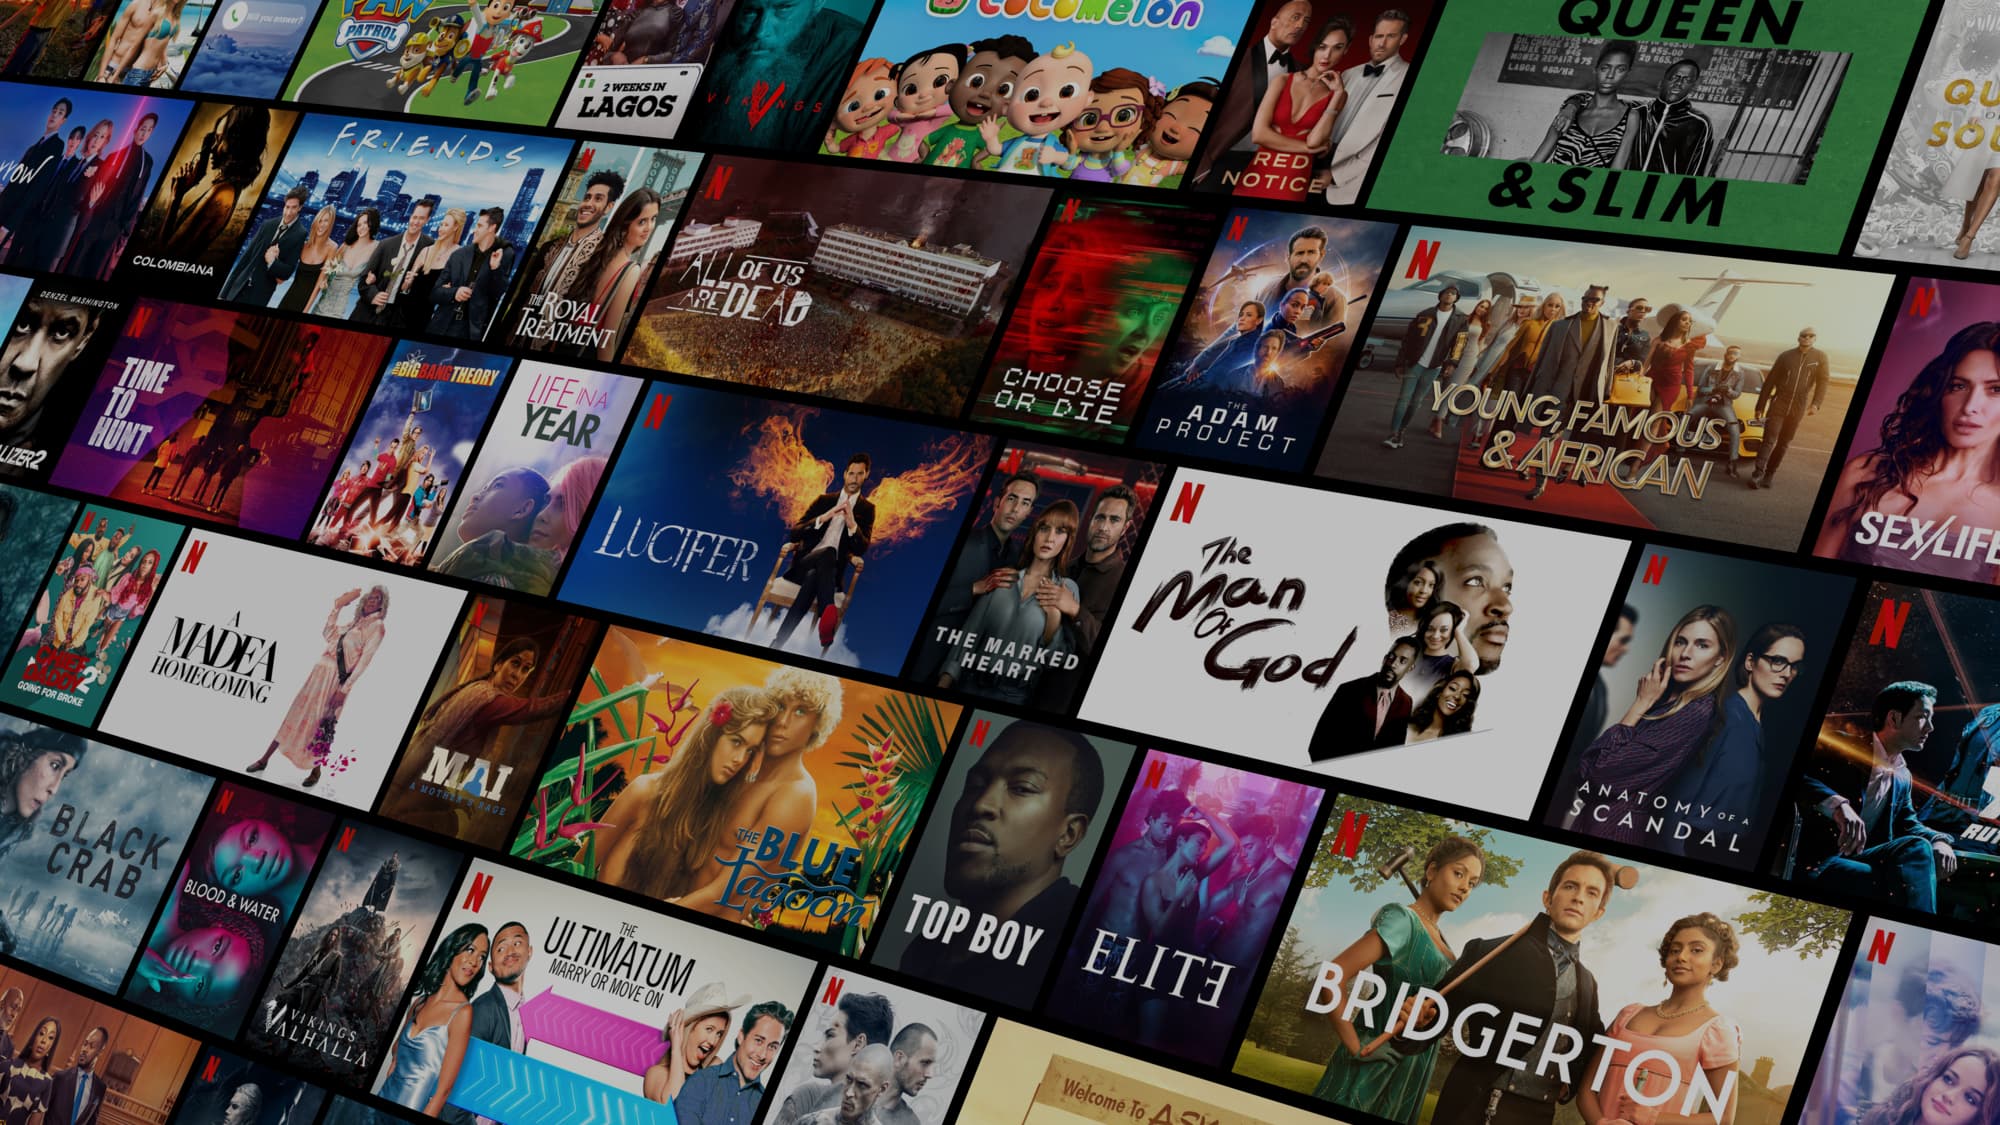 Will you answer?
PAW
PATROL
2 WEEKS IN
LAGOS
VIKINGS
cocomelon
RED
NOTICE
QUEEN
& SLIM
COLOMBIANA
F·R·I·E·N·D·S
N
THE
ROYAL
TREATMENT
N
ALL OF US
ARE DEAD
N
CHOOSE
OR DIE
N
THE
ADAM
PROJECT
N
YOUNG, FAMOUS
& AFRICAN
N
SEX/LIFE
DENZEL WASHINGTON
LIZER2
N
TIME
TO
HUNT
THE BIG BANG THEORY
LIFE IN A
YEAR
N
LUCIFER
N
THE MARKED
HEART
N
The
Man
Of
God
N
ANATOMY OF A
SCANDAL
N
N
CHIEF
DADDY 2
GOING FOR BROKE
N
A
MADEA
HOMECOMING
N
MAI
A MOTHER'S RAGE
THE
BLUE
Lagoon
N
TOP BOY
N
ELITE
N
BRIDGERTON
N
BLACK
CRAB
N
BLOOD & WATER
N
VIKINGS
VALHALLA
N
THE
ULTIMATUM
MARRY OR MOVE ON
N
Welcome To
N